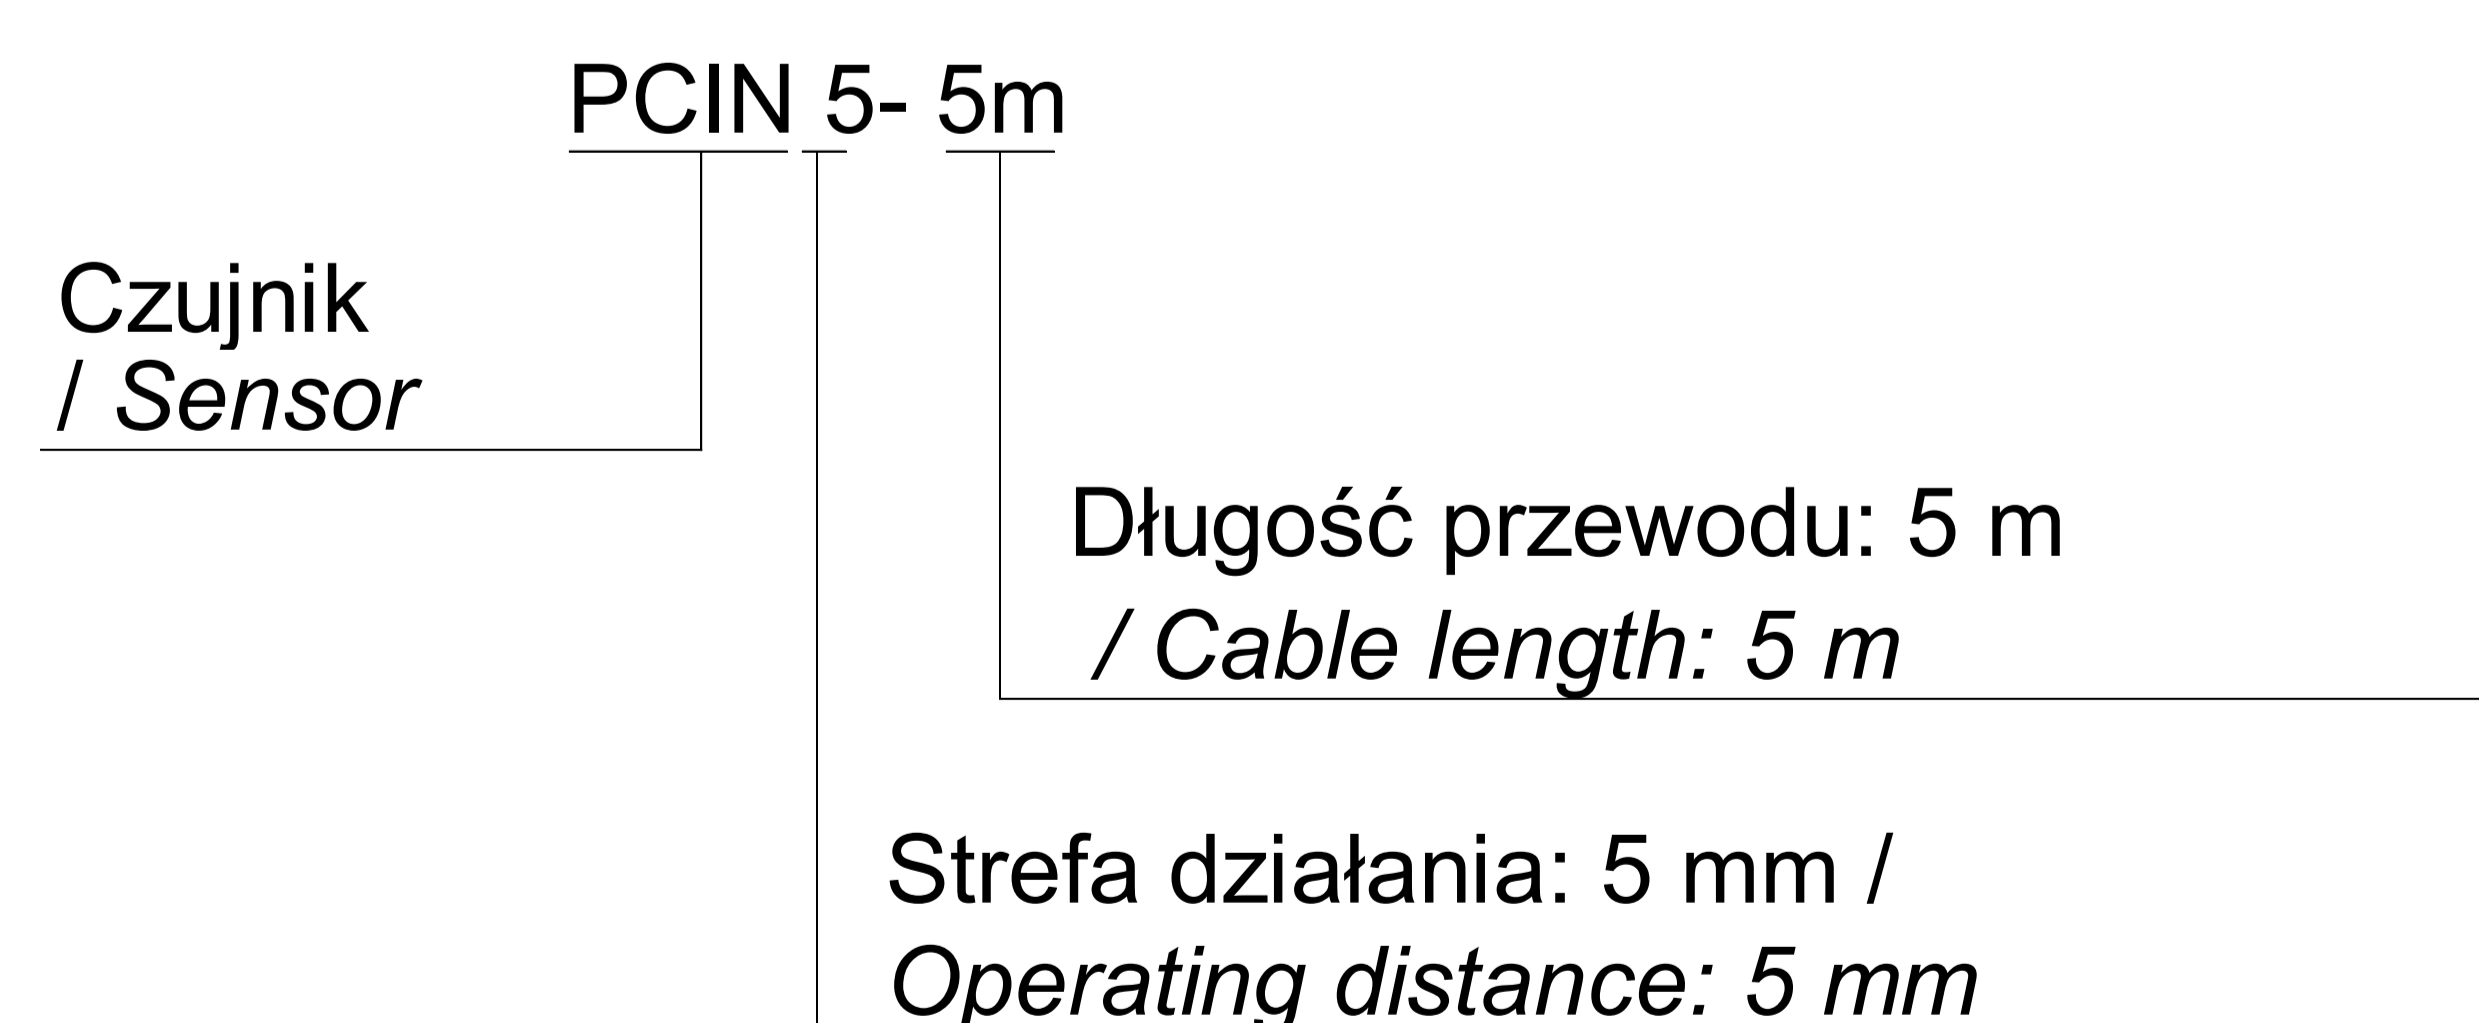 PCIN 5- 5m
Czujnik
/ Sensor
Długość przewodu: 5 m
/ Cable length: 5 m
Strefa działania: 5 mm /
Operating distance: 5 mm